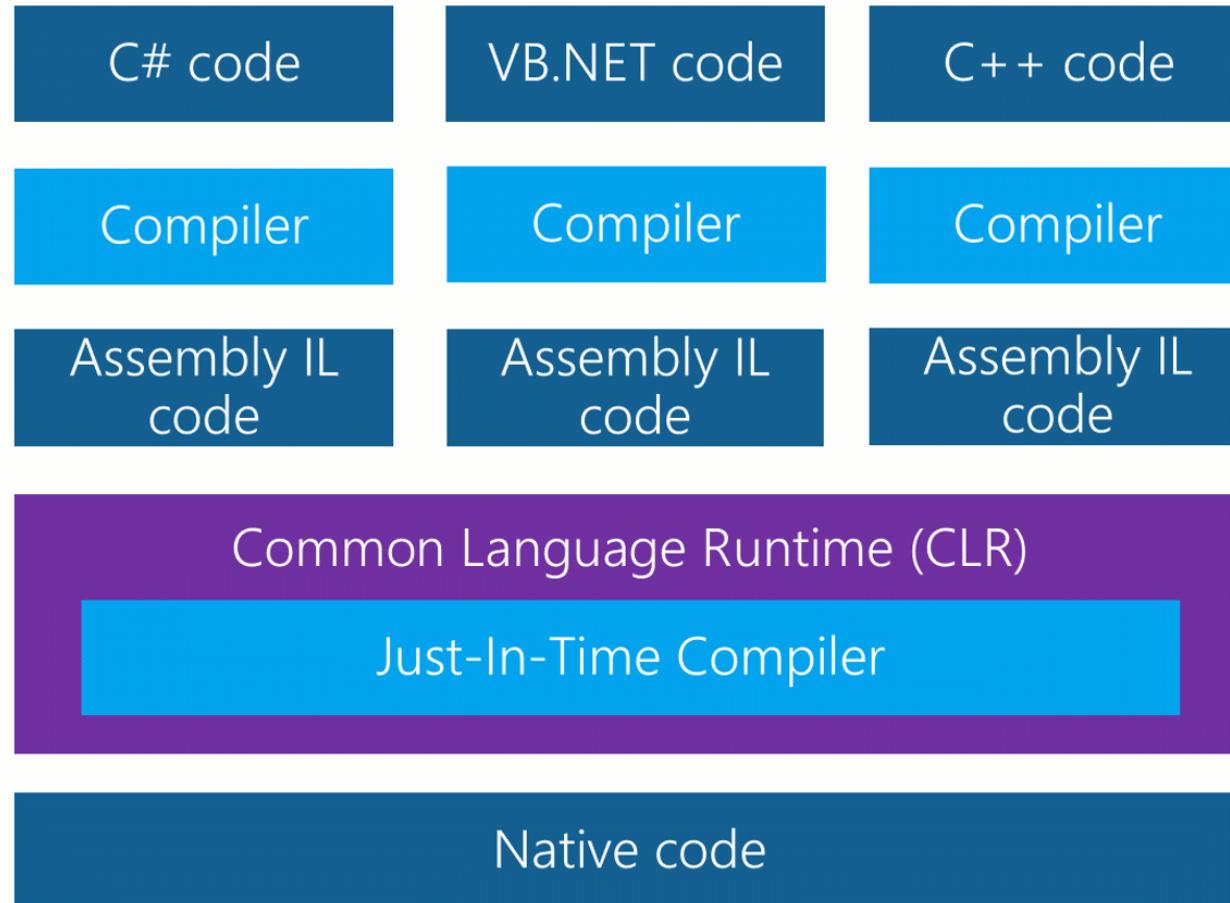 C# code
VB.NET code
C++ code
Compiler
Compiler
Compiler
Assembly IL
code
Assembly IL
code
Assembly IL
code
Common Language Runtime (CLR)
Just-In-Time Compiler
Native code